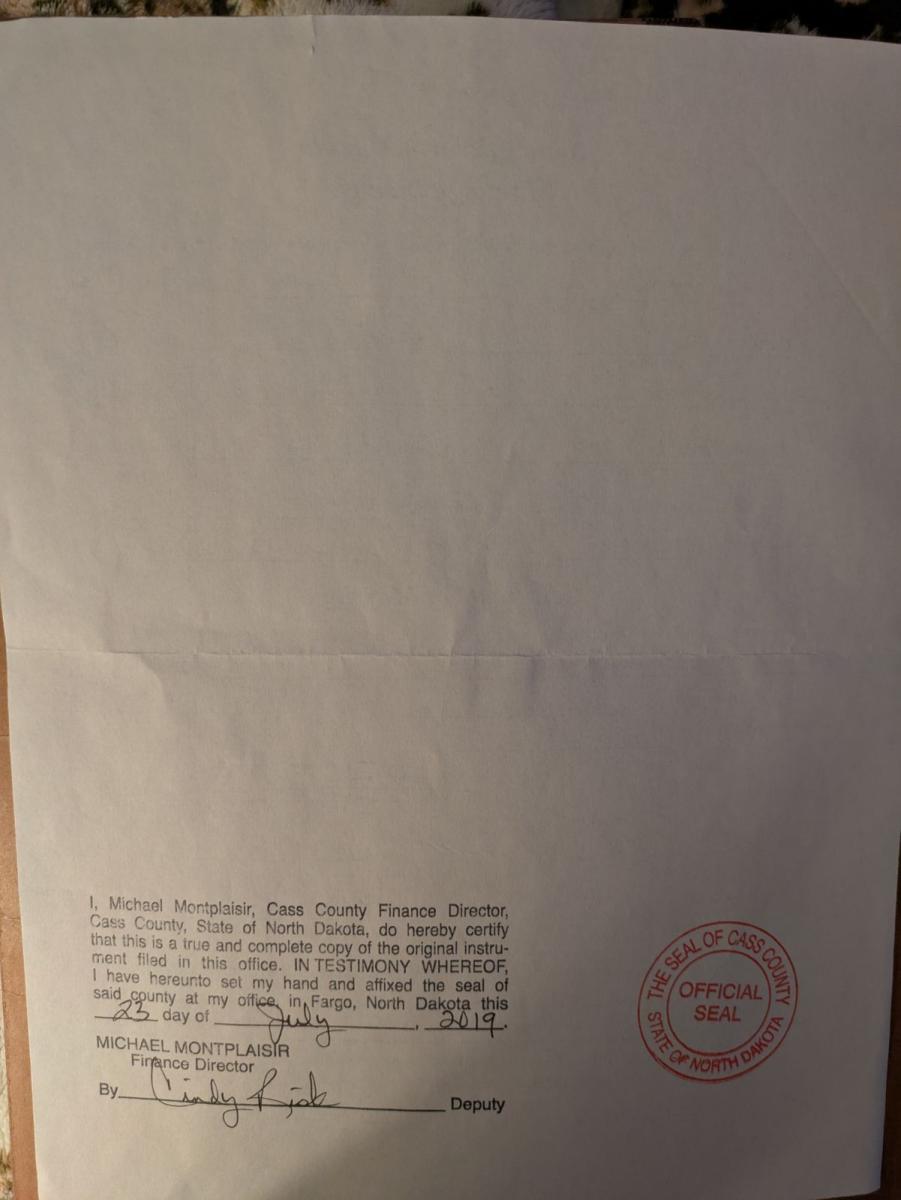 I, Michael Montplaisir, Cass County Finance Director,
Cass County, State of North Dakota, do hereby certify
that this is a true and complete copy of the original instru-
ment filed in this office. IN TESTIMONY WHEREOF,
I have hereunto set my hand and affixed the seal of
said county at my office, in Fargo, North Dakota this
23 day of July, 2019.
MICHAEL MONTPLAISIR
Finance Director
By Cindy Deputy
THE SEAL OF CASS COUNTY
OFFICIAL
SEAL
STATE OF NORTH DAKOTA